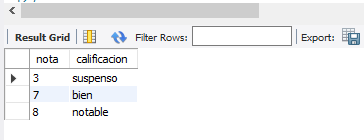 Result Grid Filter Rows: Export:
nota calificacion
3 suspenso
7 bien
8 notable